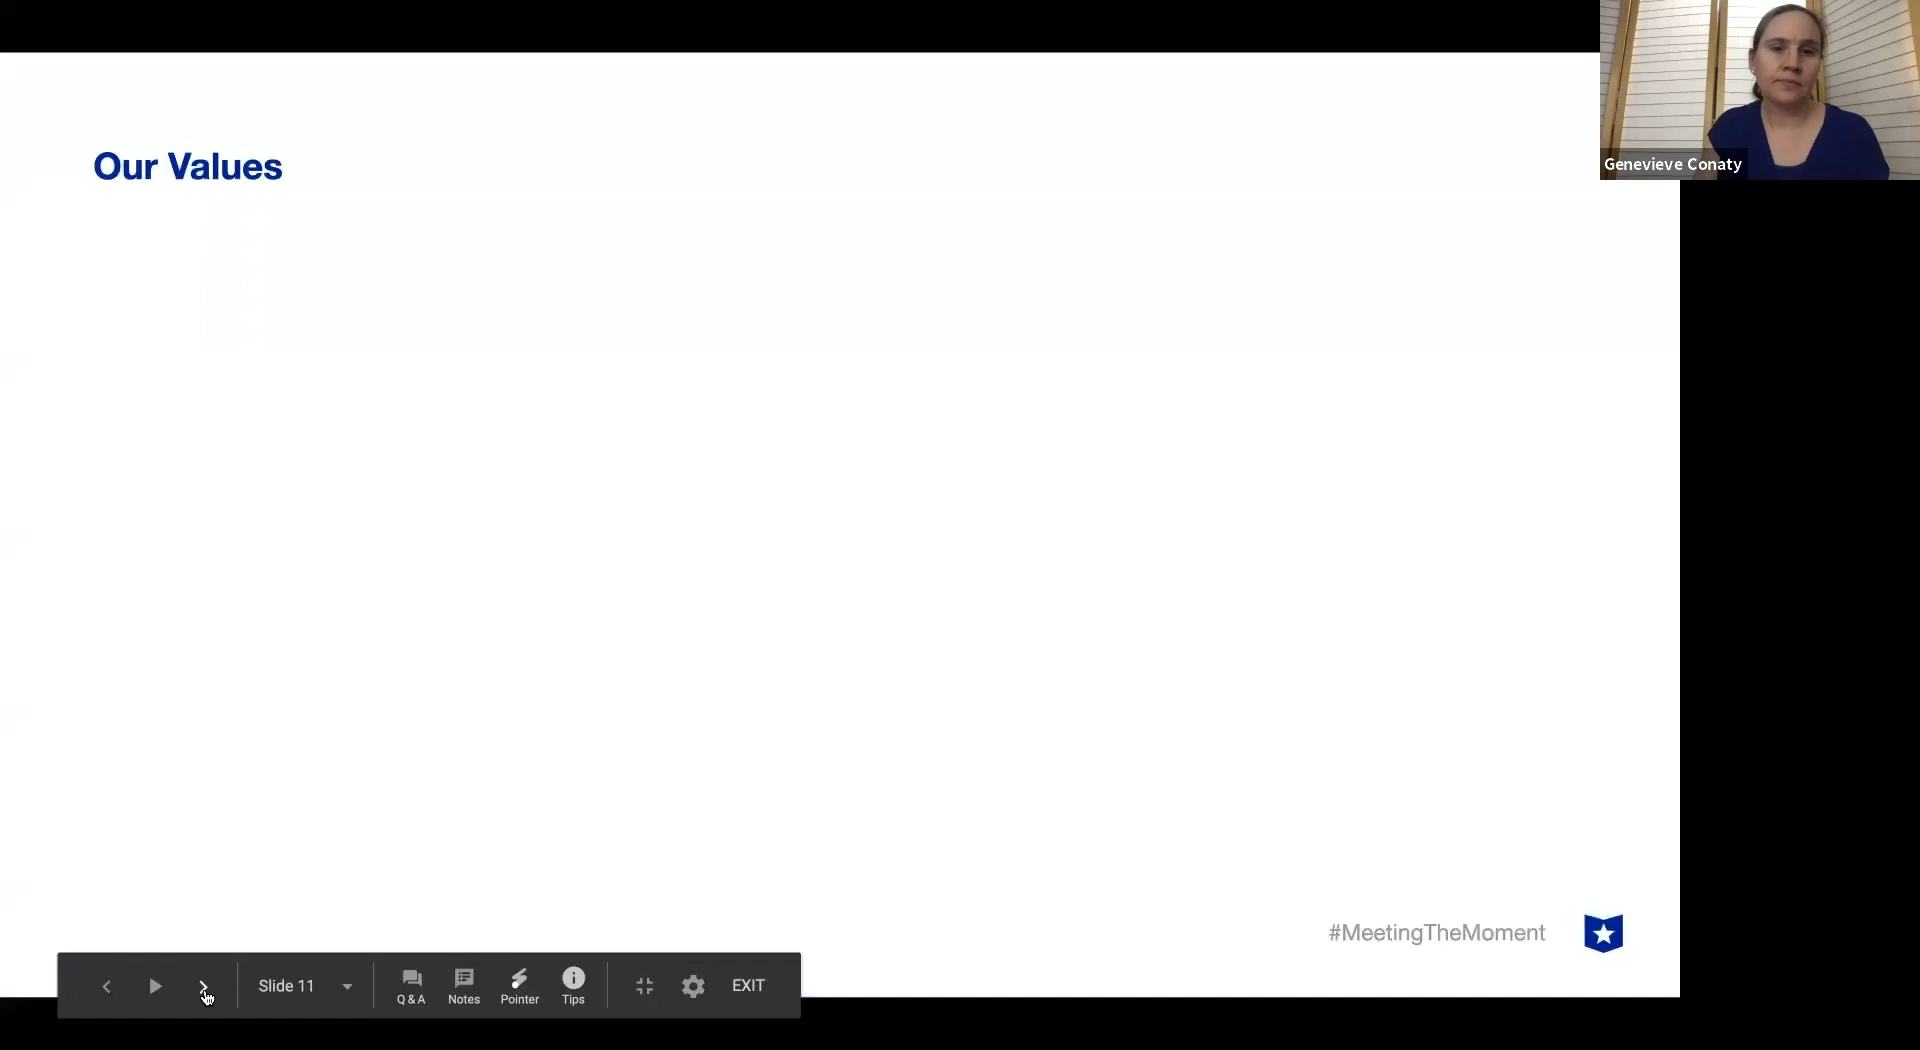 Genevieve Conaty
Our Values
#MeetingTheMoment
Slide 11
Q & A
Notes
Pointer
Tips
EXIT